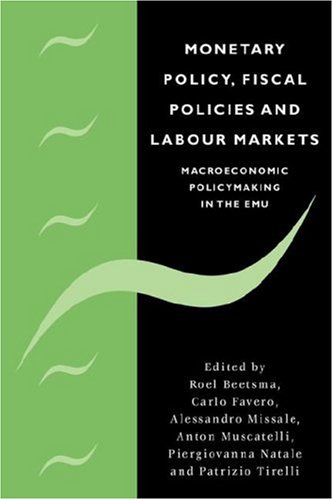 MONETARY
POLICY, FISCAL
POLICIES AND
LABOUR MARKETS
MACROECONOMIC
POLICYMAKING
IN THE EMU
Edited by
Roel Beetsma,
Carlo Favero,
Alessandro Missale,
Anton Muscatelli,
Piergiovanna Natale
and Patrizio Tirelli